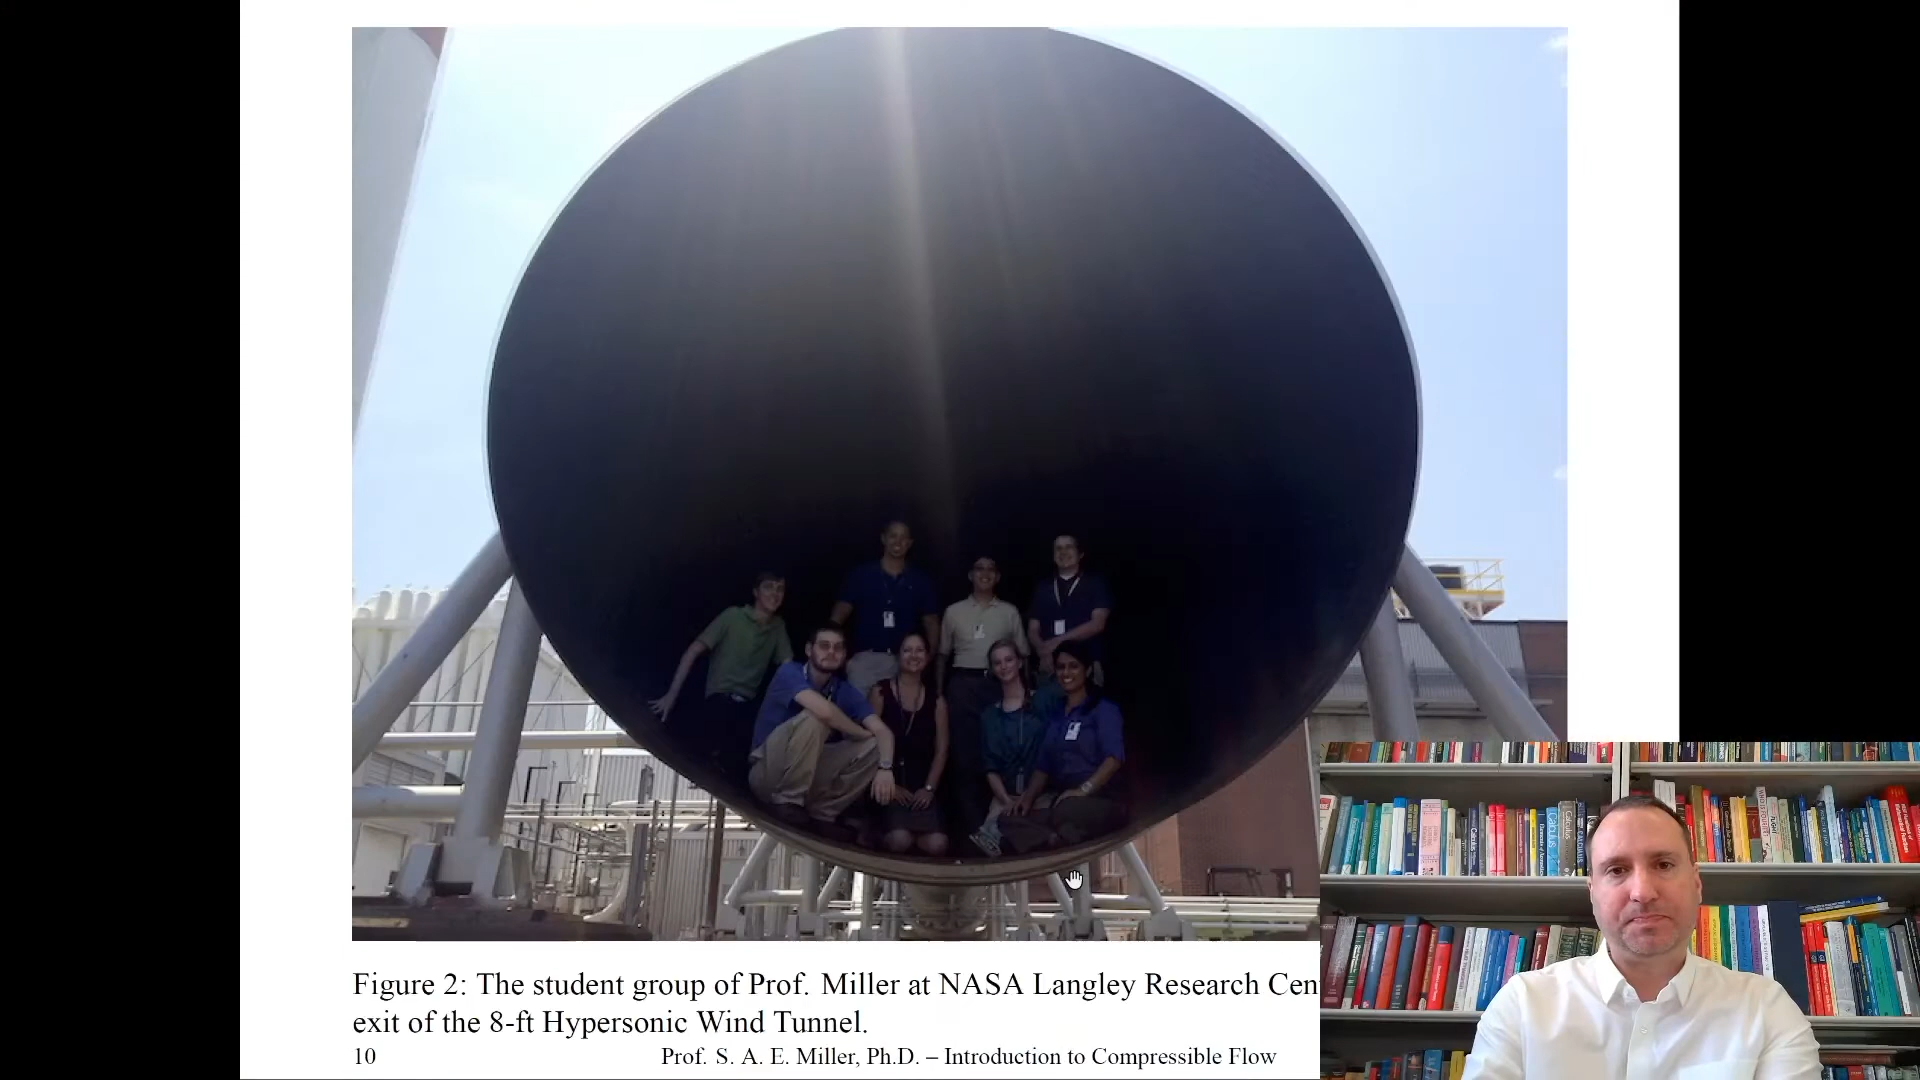 Figure 2: The student group of Prof. Miller at NASA Langley Research Cen
exit of the 8-ft Hypersonic Wind Tunnel.
10
Prof. S. A. E. Miller, Ph.D. – Introduction to Compressible Flow
Calculus